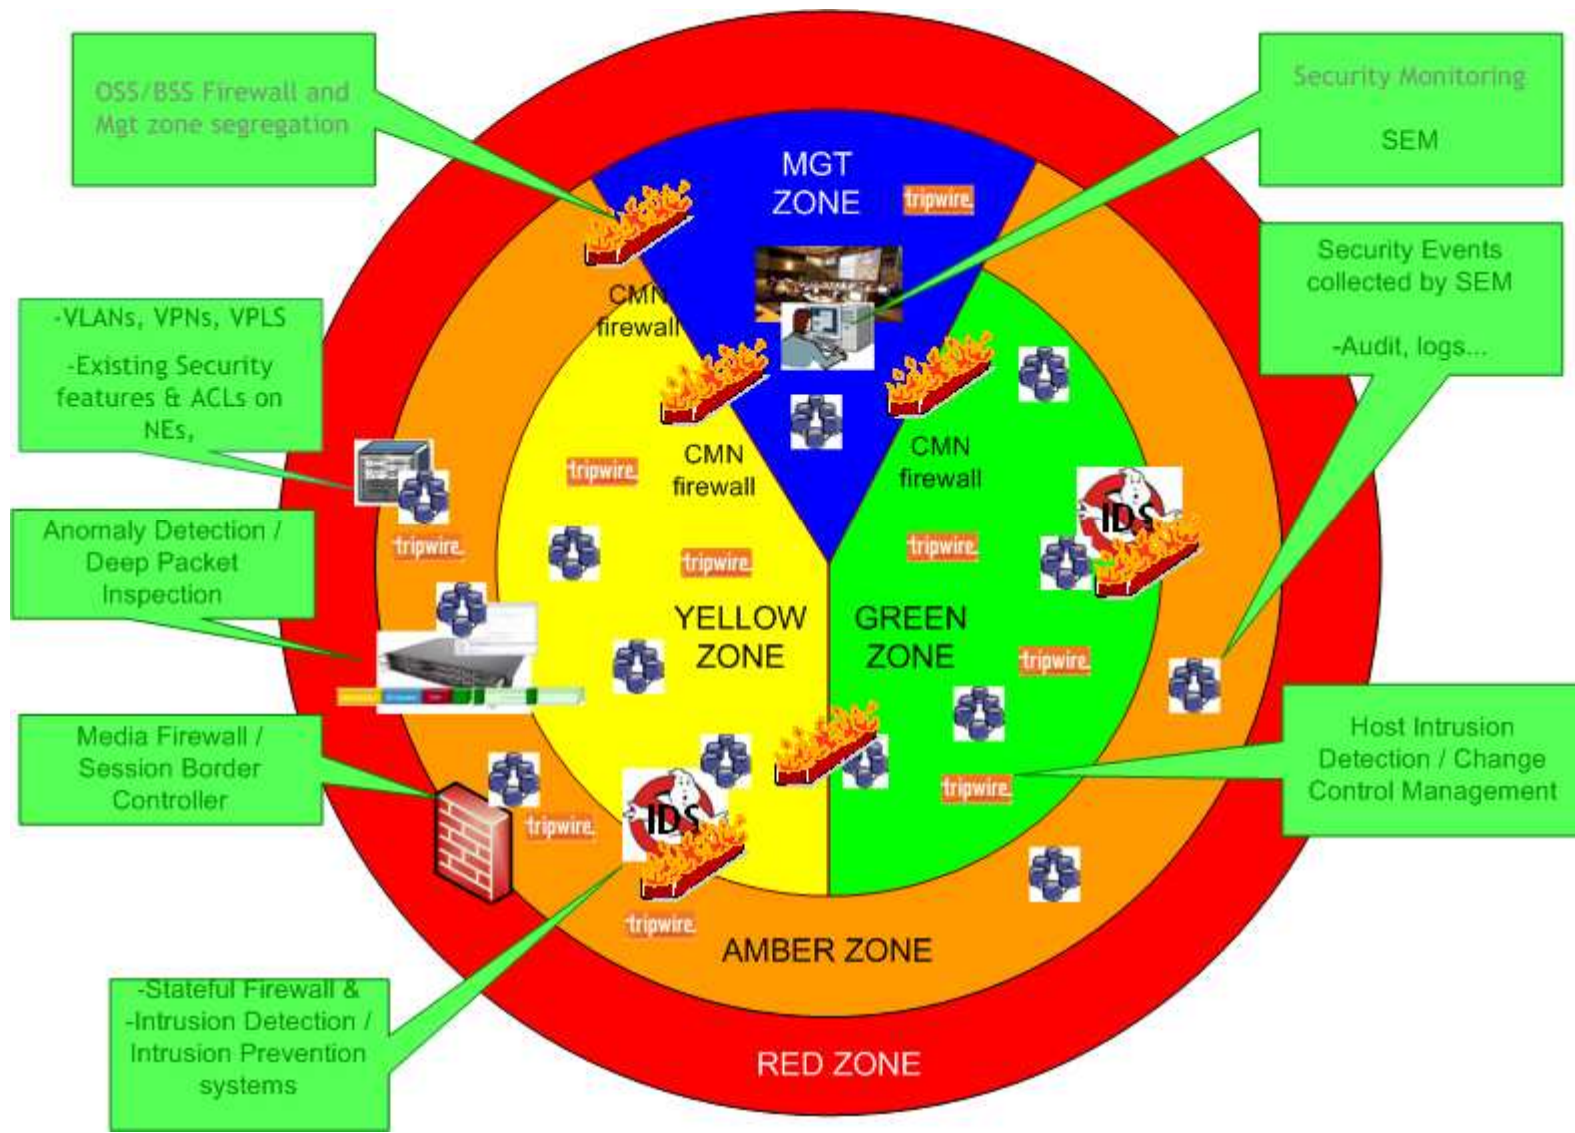 OSS/BSS Firewall and
Mgt zone segregation
Security Monitoring
SEM
MGT
ZONE
tripwire.
Security Events
collected by SEM
-Audit, logs...
-VLANs, VPNs, VPLS
-Existing Security
features & ACLs on
NEs,
CMN
firewall
CMN
firewall
CMN
firewall
tripwire.
IDS
Anomaly Detection /
Deep Packet
Inspection
tripwire.
tripwire.
tripwire.
YELLOW
ZONE
GREEN
ZONE
tripwire.
Media Firewall /
Session Border
Controller
Host Intrusion
Detection / Change
Control Management
tripwire.
tripwire.
IDS
tripwire.
AMBER ZONE
-Stateful Firewall &
-Intrusion Detection /
Intrusion Prevention
systems
RED ZONE